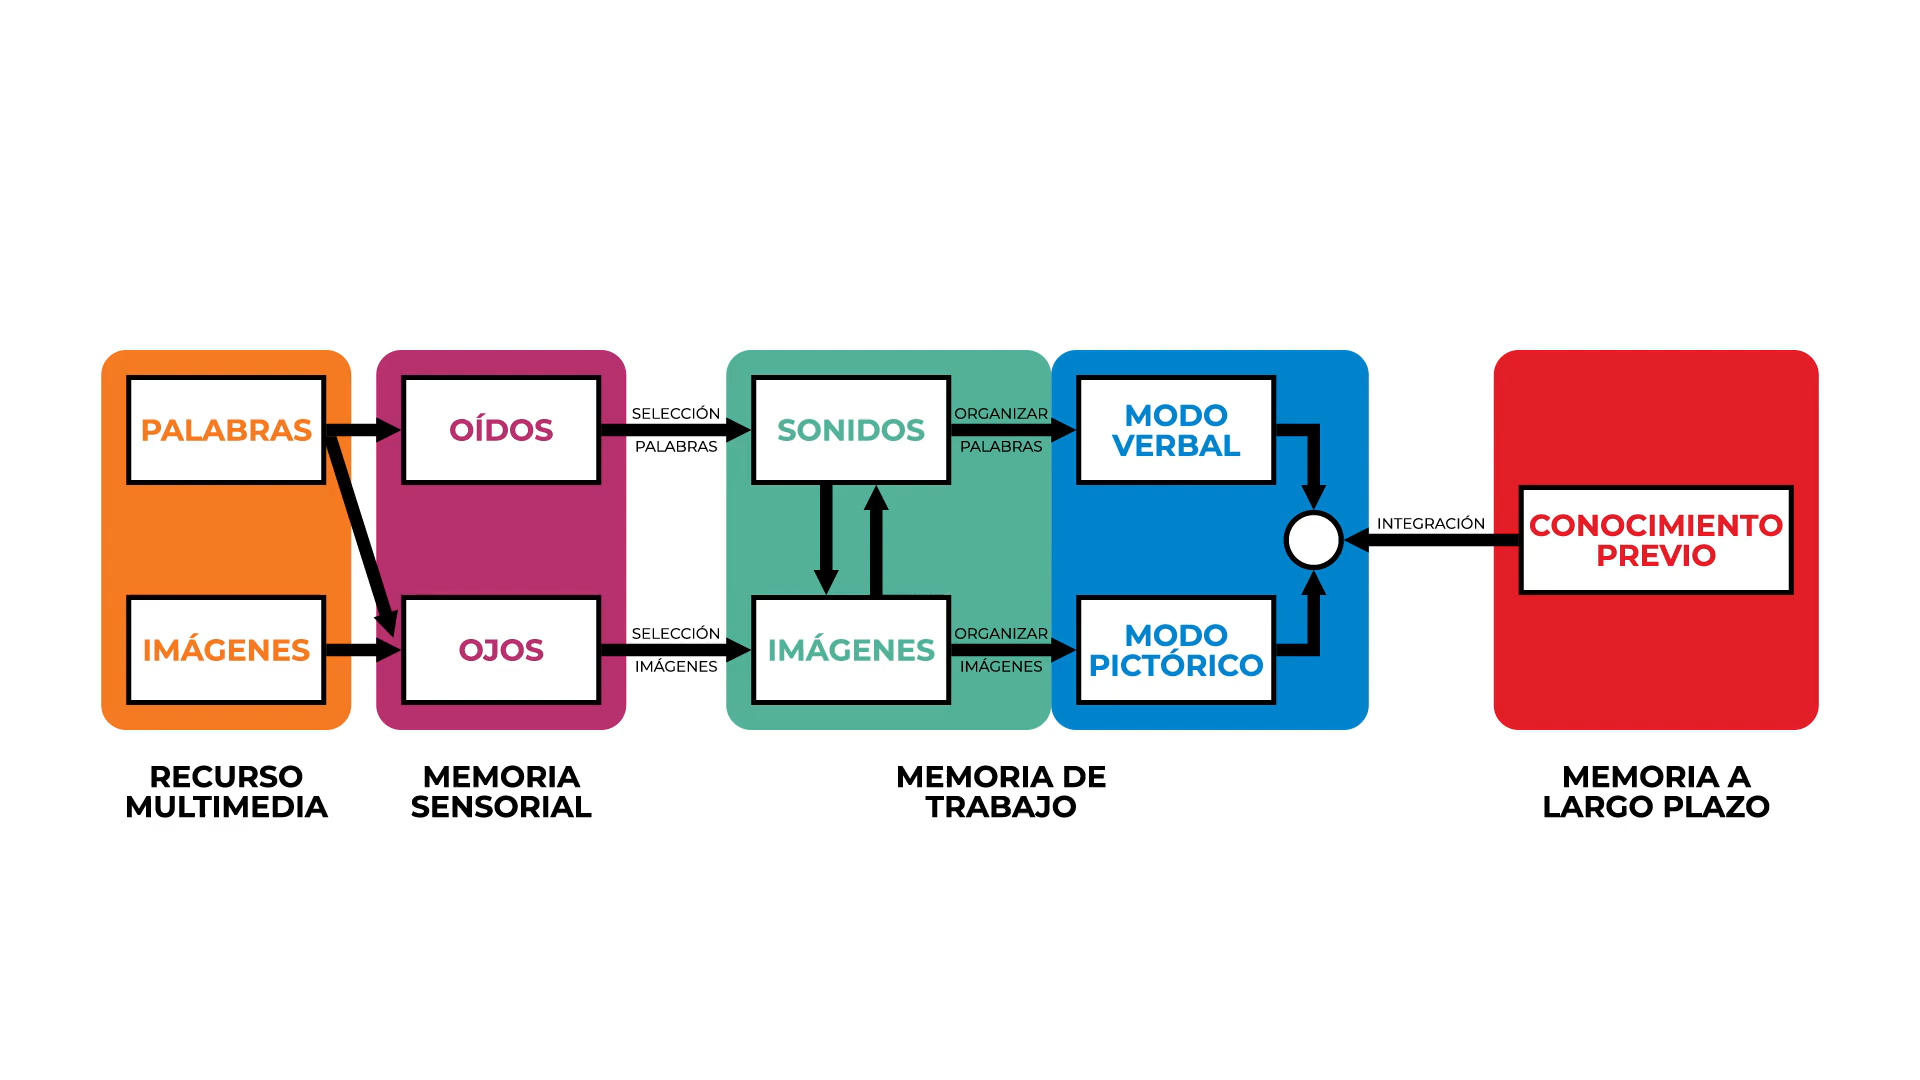 PALABRAS
IMÁGENES
RECURSO
MULTIMEDIA
OÍDOS
OJOS
MEMORIA
SENSORIAL
SELECCIÓN
PALABRAS
SELECCIÓN
IMÁGENES
SONIDOS
IMÁGENES
ORGANIZAR
PALABRAS
ORGANIZAR
IMÁGENES
MODO
VERBAL
MODO
PICTÓRICO
MEMORIA DE
TRABAJO
INTEGRACIÓN
CONOCIMIENTO
PREVIO
MEMORIA A
LARGO PLAZO